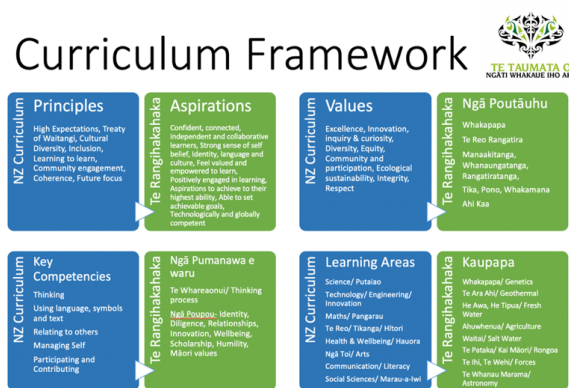 Curriculum Framework
TE TAUMATA O
NGĀTI WHAKAUE IHO A
NZ Curriculum
Principles
High Expectations, Treaty
of Waitangi, Cultural
Diversity, Inclusion,
Learning to learn,
Community engagement,
Coherence, Future focus
Te Rangihakahaka
Aspirations
Confident, connected,
independent and collaborative
learners, Strong sense of self
belief, Identity, language and
culture, Feel valued and
empowered to learn,
Positively engaged in learning,
Aspirations to achieve to their
highest ability, Able to set
achievable goals,
Technologically and globally
competent
NZ Curriculum
Values
Excellence, Innovation,
inquiry & curiosity,
Diversity, Equity,
Community and
participation, Ecological
sustainability, Integrity,
Respect
Te Rangihakahaka
Ngā Poutāuhu
Whakapapa
Te Reo Rangatira
Manaakitanga,
Whanaungatanga,
Rangatiratanga,
Tika, Pono, Whakamana
Ahi Kaa
NZ Curriculum
Key
Competencies
Thinking
Using language, symbols
and text
Relating to others
Managing Self
Participating and
Contributing
Te Rangihakahaka
Ngā Pumanawa e
waru
Te Whareaonui/ Thinking
process
Ngā Poupou- Identity,
Diligence, Relationships,
Innovation, Wellbeing,
Scholarship, Humility,
Māori values
NZ Curriculum
Learning Areas
Science/ Putaiao
Technology/ Engineering/
Innovation
Maths/ Pangarau
Te Reo/ Tikanga/ Hītori
Health & Wellbeing/ Hauora
Ngā Toi/ Arts
Communication/ Literacy
Social Sciences/ Marau-a-Iwi
Te Rangihakahaka
Kaupapa
Whakapapa/ Genetics
Te Ara Ahi/ Geothermal
He Awa, He Tipua/ Fresh
Water
Ahuwhenua/ Agriculture
Waitai/ Salt Water
Te Pataka/ Kai Māori/ Rongoa
Te Ihi, Te Wehi/ Forces
Te Whanau Marama/
Astronomy